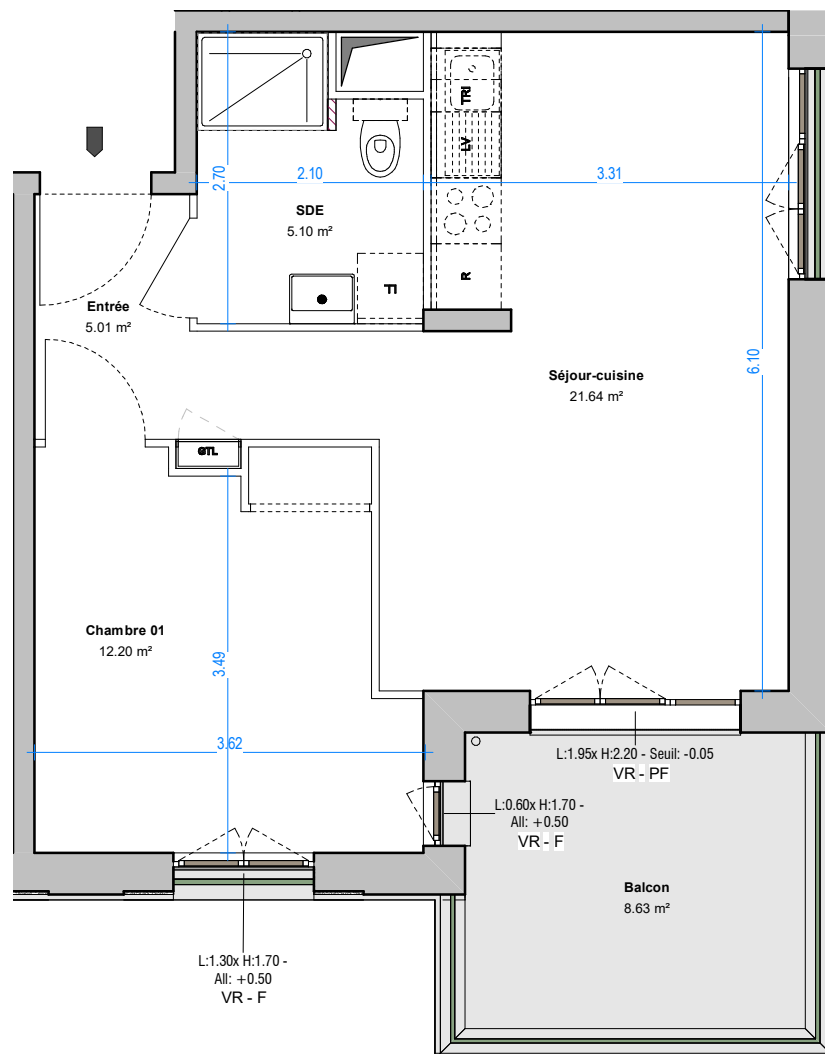 TRI
2.70
2.10
LV
3.31
SDE
5.10 m²
R
LL
Entrée
5.01 m²
6.10
Séjour-cuisine
21.64 m²
GTL
Chambre 01
12.20 m²
3.49
3.62
L:1.95x H:2.20 - Seuil: -0.05
VR - PF
L:0.60x H:1.70 -
All: +0.50
VR - F
Balcon
8.63 m²
L:1.30x H:1.70 -
All: +0.50
VR - F